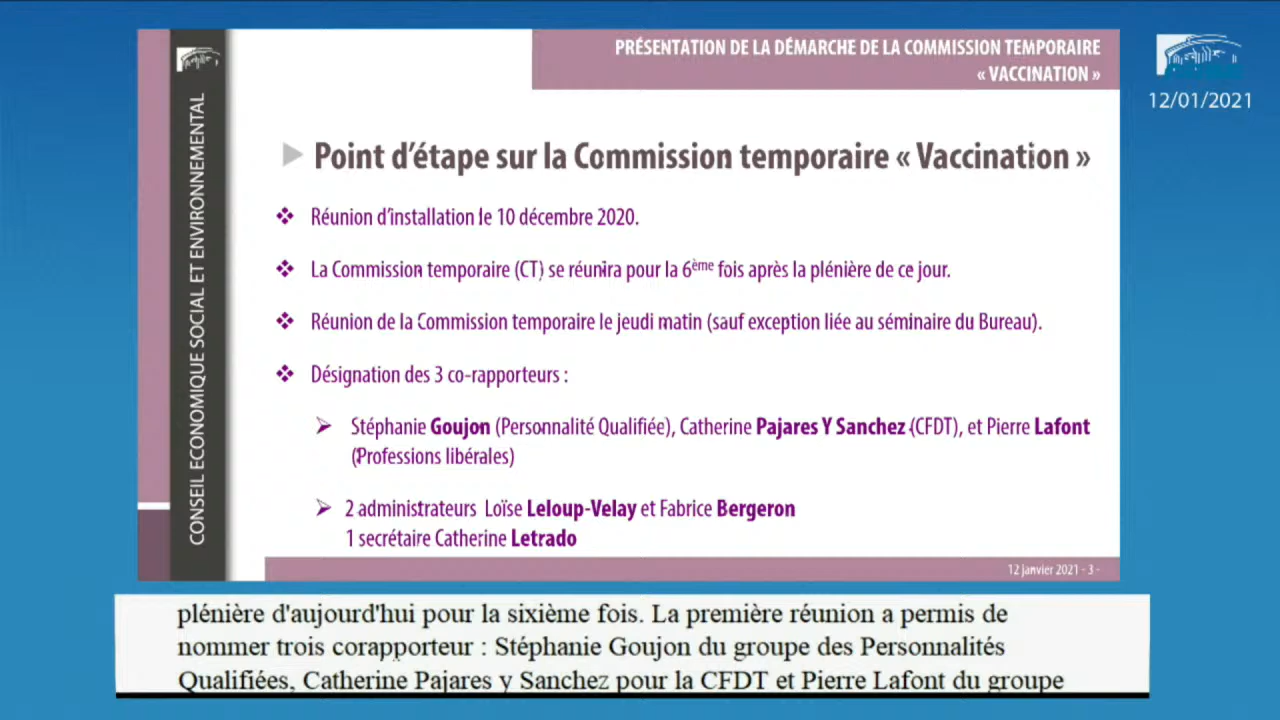 PRÉSENTATION DE LA DÉMARCHE DE LA COMMISSION TEMPORAIRE
« VACCINATION »
12/01/2021
CONSEIL ECONOMIQUE SOCIAL ET ENVIRONNEMENTAL
Point d'étape sur la Commission temporaire « Vaccination »
Réunion d'installation le 10 décembre 2020.
La Commission temporaire (CT) se réunira pour la 6ème fois après la plénière de ce jour.
Réunion de la Commission temporaire le jeudi matin (sauf exception liée au séminaire du Bureau).
Désignation des 3 co-rapporteurs :
Stéphanie Goujon (Personnalité Qualifiée), Catherine Pajares Y Sanchez (CFDT), et Pierre Lafont
(Professions libérales)
2 administrateurs Loïse Leloup-Velay et Fabrice Bergeron
1 secrétaire Catherine Letrado
12 janvier 2021 - 3 -
plénière d'aujourd'hui pour la sixième fois. La première réunion a permis de
nommer trois corapporteur : Stéphanie Goujon du groupe des Personnalités
Qualifiées, Catherine Pajares y Sanchez pour la CFDT et Pierre Lafont du groupe